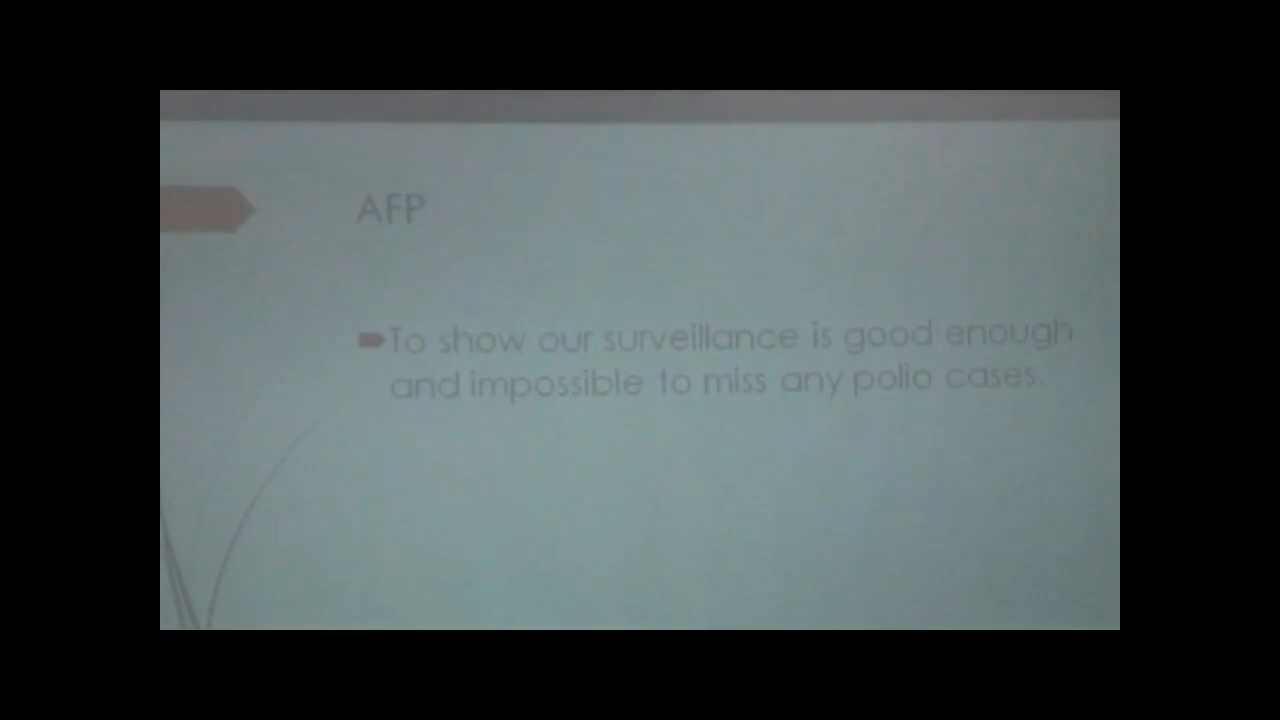 AFP
To show our surveillance is good enough
and impossible to miss any polio cases.